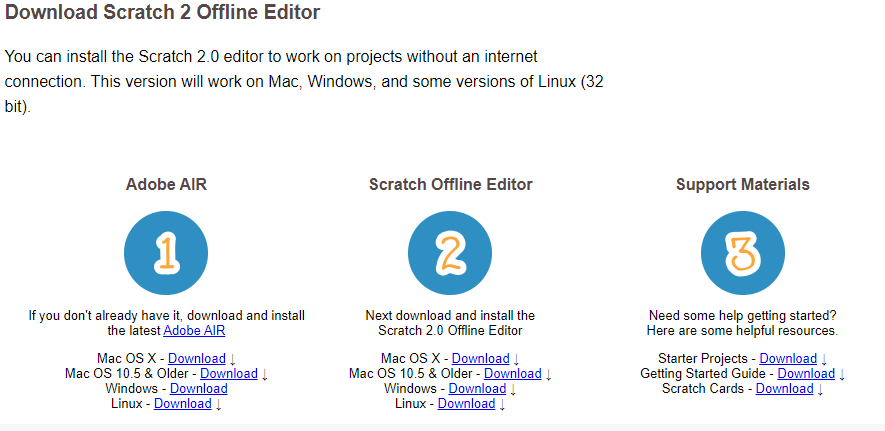 Download Scratch 2 Offline Editor
You can install the Scratch 2.0 editor to work on projects without an internet
connection. This version will work on Mac, Windows, and some versions of Linux (32
bit).
Adobe AIR
1
If you don't already have it, download and install
the latest Adobe AIR
Mac OS X - Download ↓
Mac OS 10.5 & Older - Download ↓
Windows - Download
Linux - Download ↓
Scratch Offline Editor
2
Next download and install the
Scratch 2.0 Offline Editor
Mac OS X - Download ↓
Mac OS 10.5 & Older - Download ↓
Windows - Download ↓
Linux - Download ↓
Support Materials
3
Need some help getting started?
Here are some helpful resources.
Starter Projects - Download ↓
Getting Started Guide - Download ↓
Scratch Cards - Download ↓